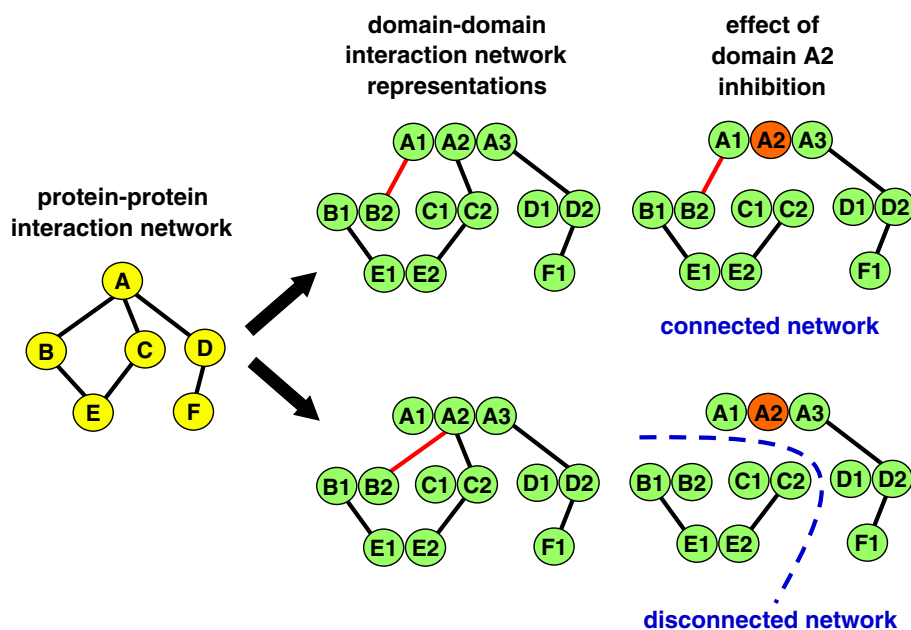 domain-domain
interaction network
representations
effect of
domain A2
inhibition
protein-protein
interaction network
A
B C D
E F
A1 A2 A3
B1 B2 C1 C2 D1 D2
E1 E2 F1
A1 A2 A3
B1 B2 C1 C2 D1 D2
E1 E2 F1
connected network
A1 A2 A3
B1 B2 C1 C2 D1 D2
E1 E2 F1
A1 A2 A3
B1 B2 C1 C2 D1 D2
E1 E2 F1
disconnected network